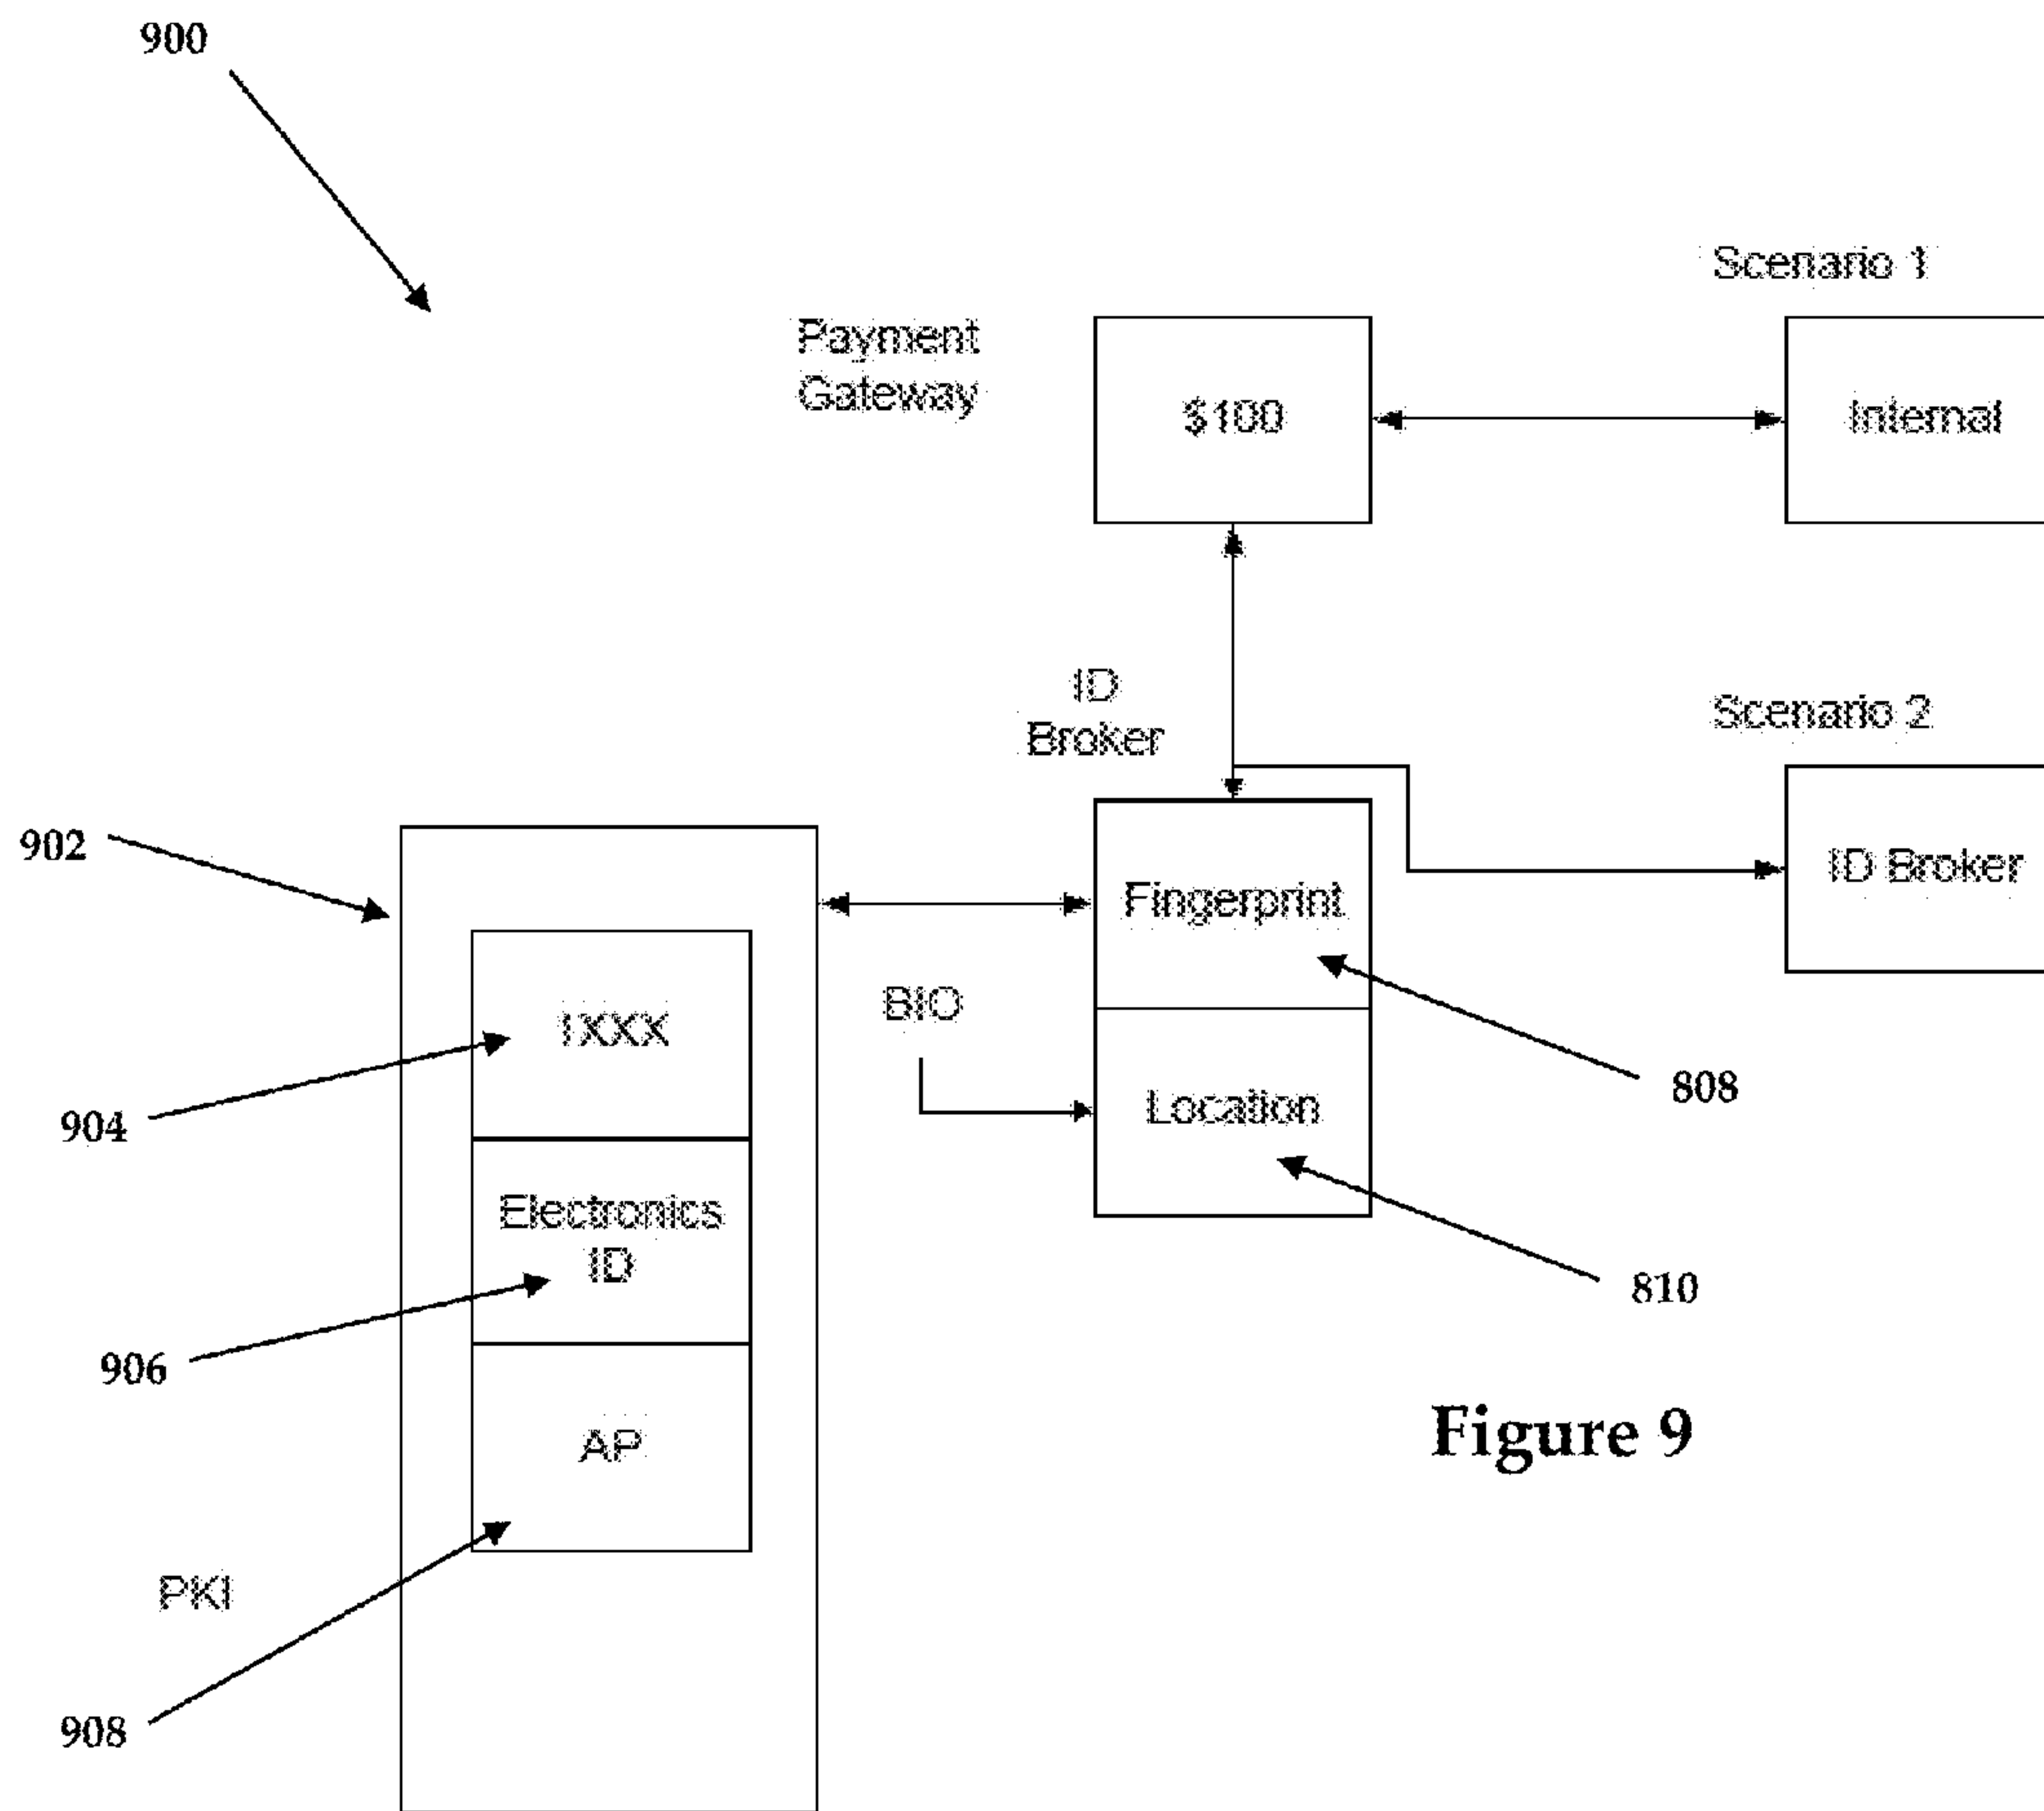 900
Scenario 1
Payment
Gateway
$100
Internal
ID
Broker
Scenario 2
902
Fingerprint
ID Broker
1XXX
BIO
904
Location
808
Electronics
ID
810
906
Figure 9
AP
PKI
908